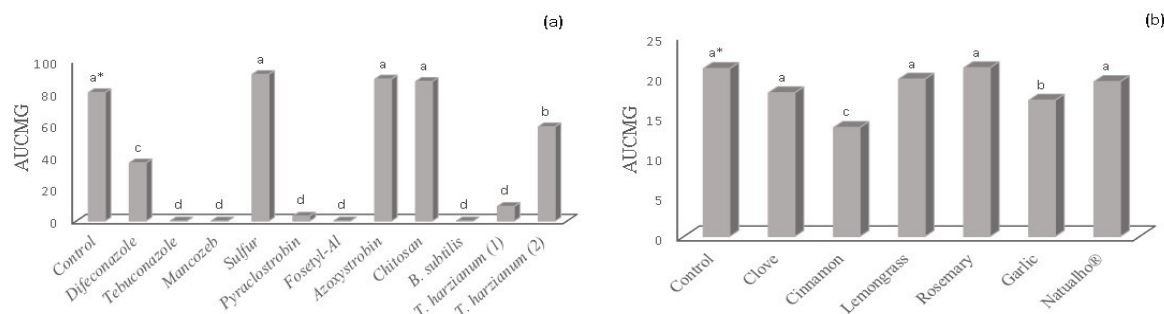 (a)
AUCMG
100
80
60
40
20
0
a*
c
d
d
a
d
d
a
a
d
d
b
Control
Difeconazole
Tebuconazole
Mancozeb
Sulfur
Pyraclostrobin
Fosetyl-Al
Azoxystrobin
Chitosan
B. subtilis
T. harzianum (1)
T. harzianum (2)
(b)
AUCMG
25
20
15
10
5
0
a*
a
c
a
a
b
a
Control
Clove
Cinnamon
Lemongrass
Rosemary
Garlic
Natualho®